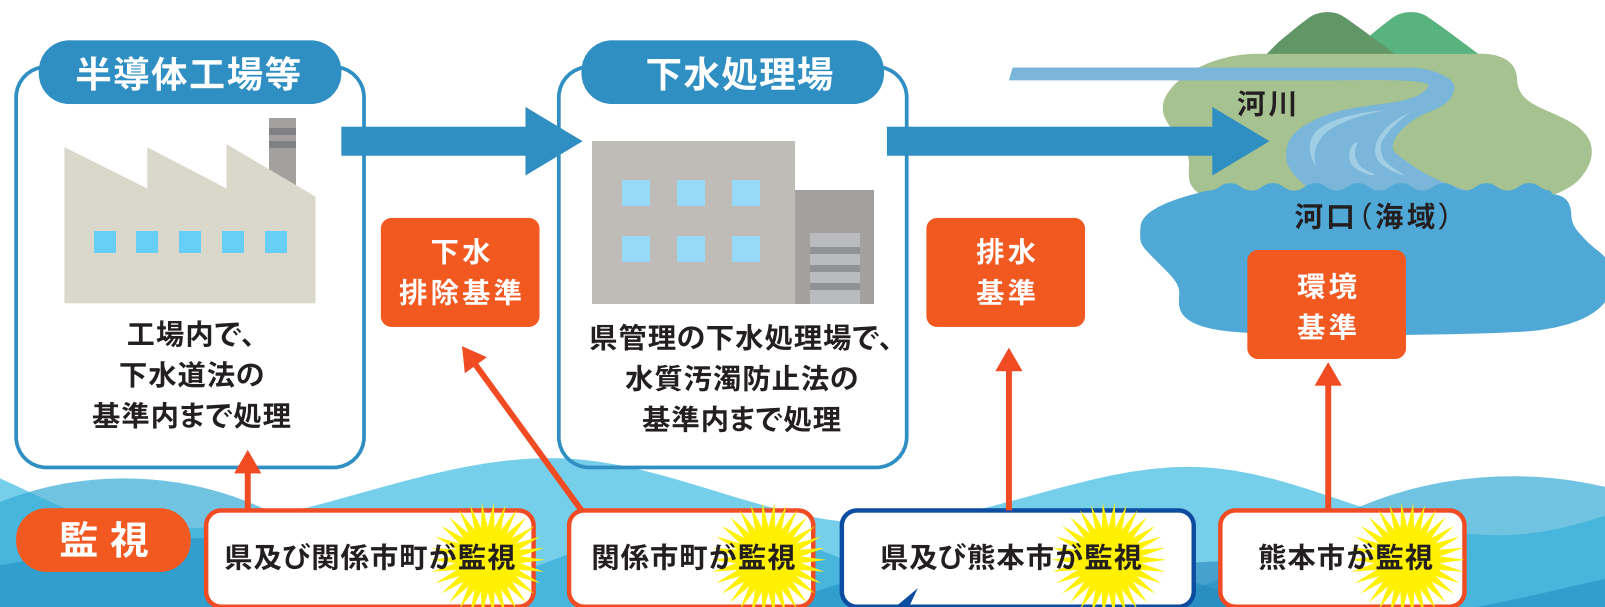 半導体工場等
下水処理場
河川
河口（海域）
下水
排除基準
排水
基準
環境
基準
工場内で、
下水道法の
基準内まで処理
県管理の下水処理場で、
水質汚濁防止法の
基準内まで処理
監視
県及び関係市町が監視
関係市町が監視
県及び熊本市が監視
熊本市が監視